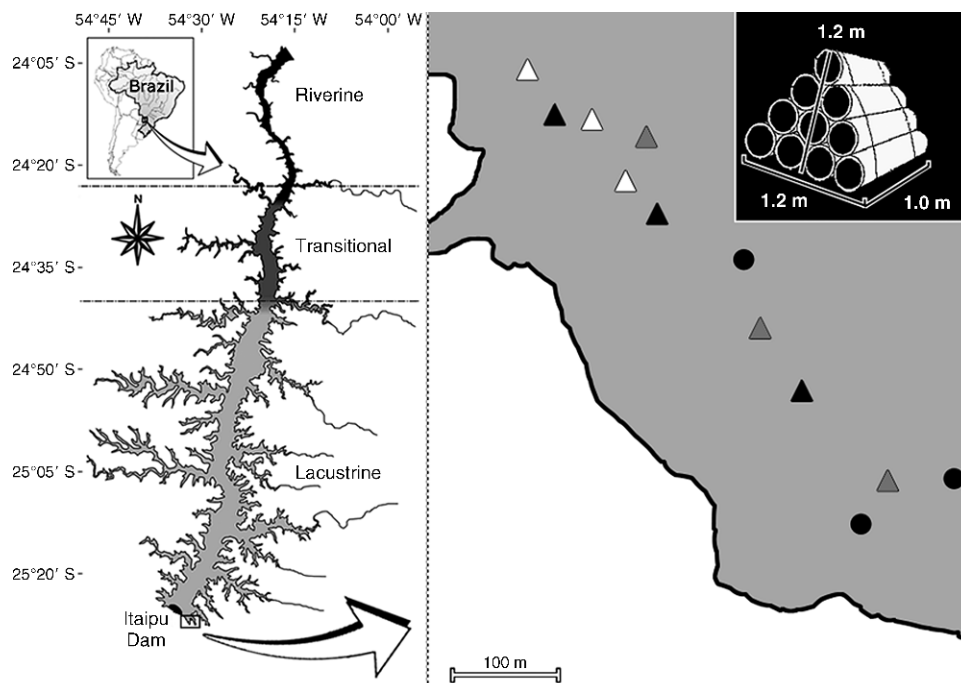 54°45′ W 54°30′ W 54°15′ W 54°00′ W
24°05′ S
24°20′ S
24°35′ S
24°50′ S
25°05′ S
25°20′ S
Brazil
N
Riverine
Transitional
Lacustrine
Itaipu
Dam
1.2 m
1.2 m
1.0 m
100 m